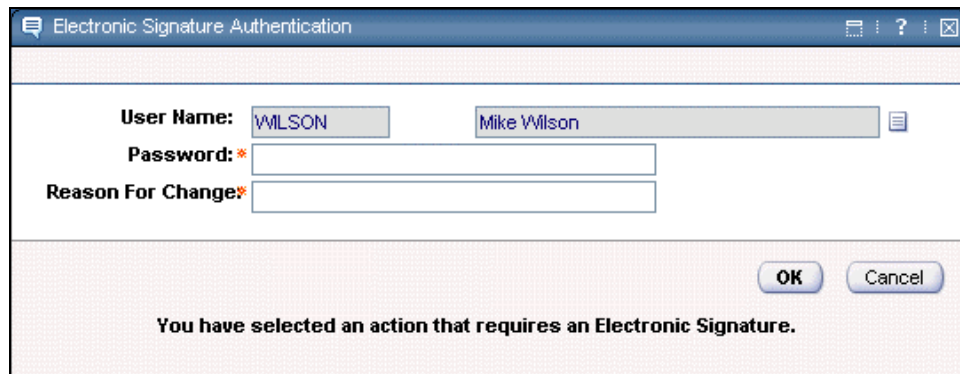 Electronic Signature Authentication ?
User Name: WILSON Mike Wilson
Password: *
Reason For Change:*
OK Cancel
You have selected an action that requires an Electronic Signature.